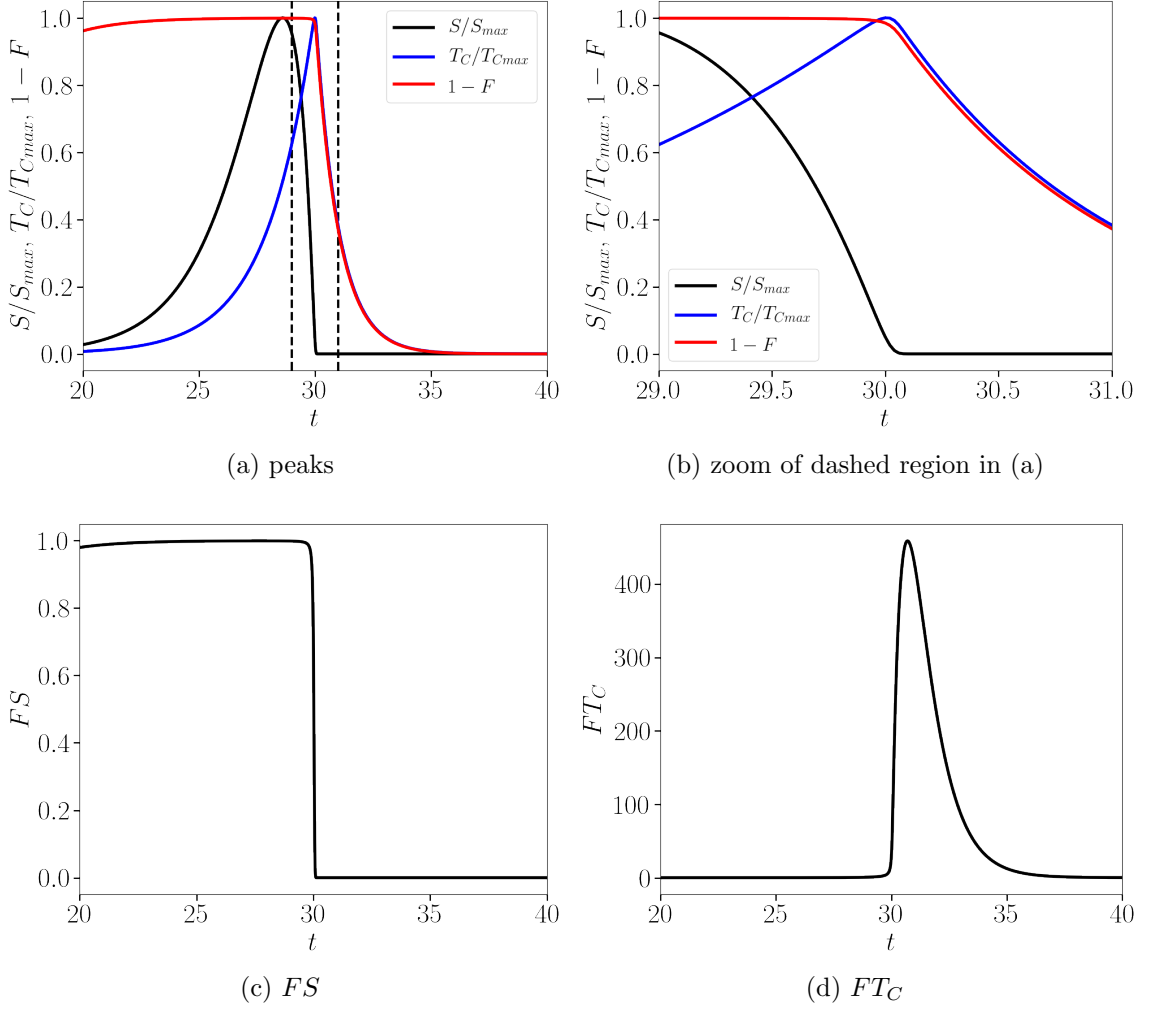 S/S_{max}, T_C/T_{Cmax}, 1 − F
1.0
0.8
0.6
0.4
0.2
0.0
20
25
30
35
40
t
S/S_{max}
T_C/T_{Cmax}
1 − F
(a) peaks
S/S_{max}, T_C/T_{Cmax}, 1 − F
1.0
0.8
0.6
0.4
0.2
0.0
29.0
29.5
30.0
30.5
31.0
t
S/S_{max}
T_C/T_{Cmax}
1 − F
(b) zoom of dashed region in (a)
FS
1.0
0.8
0.6
0.4
0.2
0.0
20
25
30
35
40
t
(c) FS
FT_C
400
300
200
100
0
20
25
30
35
40
t
(d) FT_C